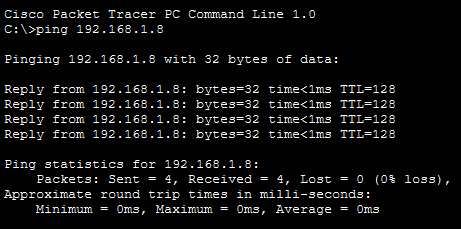 Cisco Packet Tracer PC Command Line 1.0
C:\>ping 192.168.1.8
Pinging 192.168.1.8 with 32 bytes of data:
Reply from 192.168.1.8: bytes=32 time<1ms TTL=128
Reply from 192.168.1.8: bytes=32 time<1ms TTL=128
Reply from 192.168.1.8: bytes=32 time<1ms TTL=128
Reply from 192.168.1.8: bytes=32 time<1ms TTL=128
Ping statistics for 192.168.1.8:
Packets: Sent = 4, Received = 4, Lost = 0 (0% loss),
Approximate round trip times in milli-seconds:
Minimum = 0ms, Maximum = 0ms, Average = 0ms